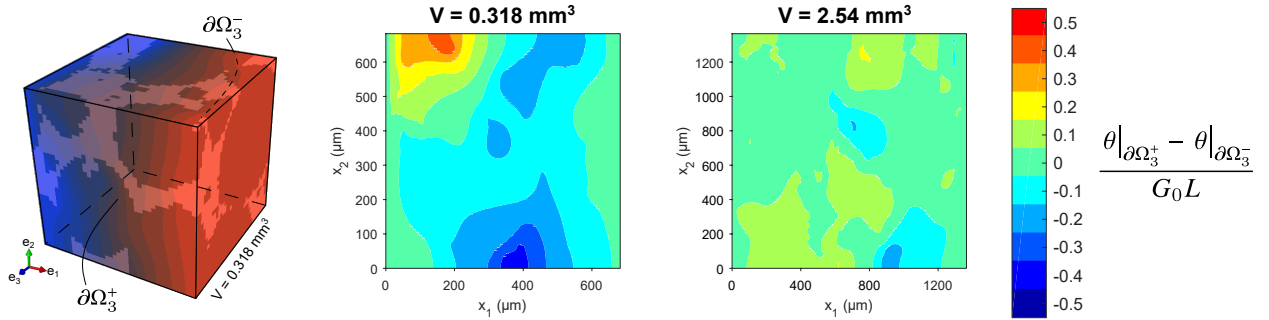 ∂Ω₃⁻
e₂
e₁
e₃
∂Ω₃⁺
V = 0.318 mm³
V = 0.318 mm³
600
500
400
300
200
100
0
x₂ (µm)
0 200 400 600
x₁ (µm)
V = 2.54 mm³
1200
1000
800
600
400
200
0
x₂ (µm)
0 400 800 1200
x₁ (µm)
0.5
0.4
0.3
0.2
0.1
0
-0.1
-0.2
-0.3
-0.4
-0.5
θ|∂Ω₃⁺ − θ|∂Ω₃⁻
G₀L